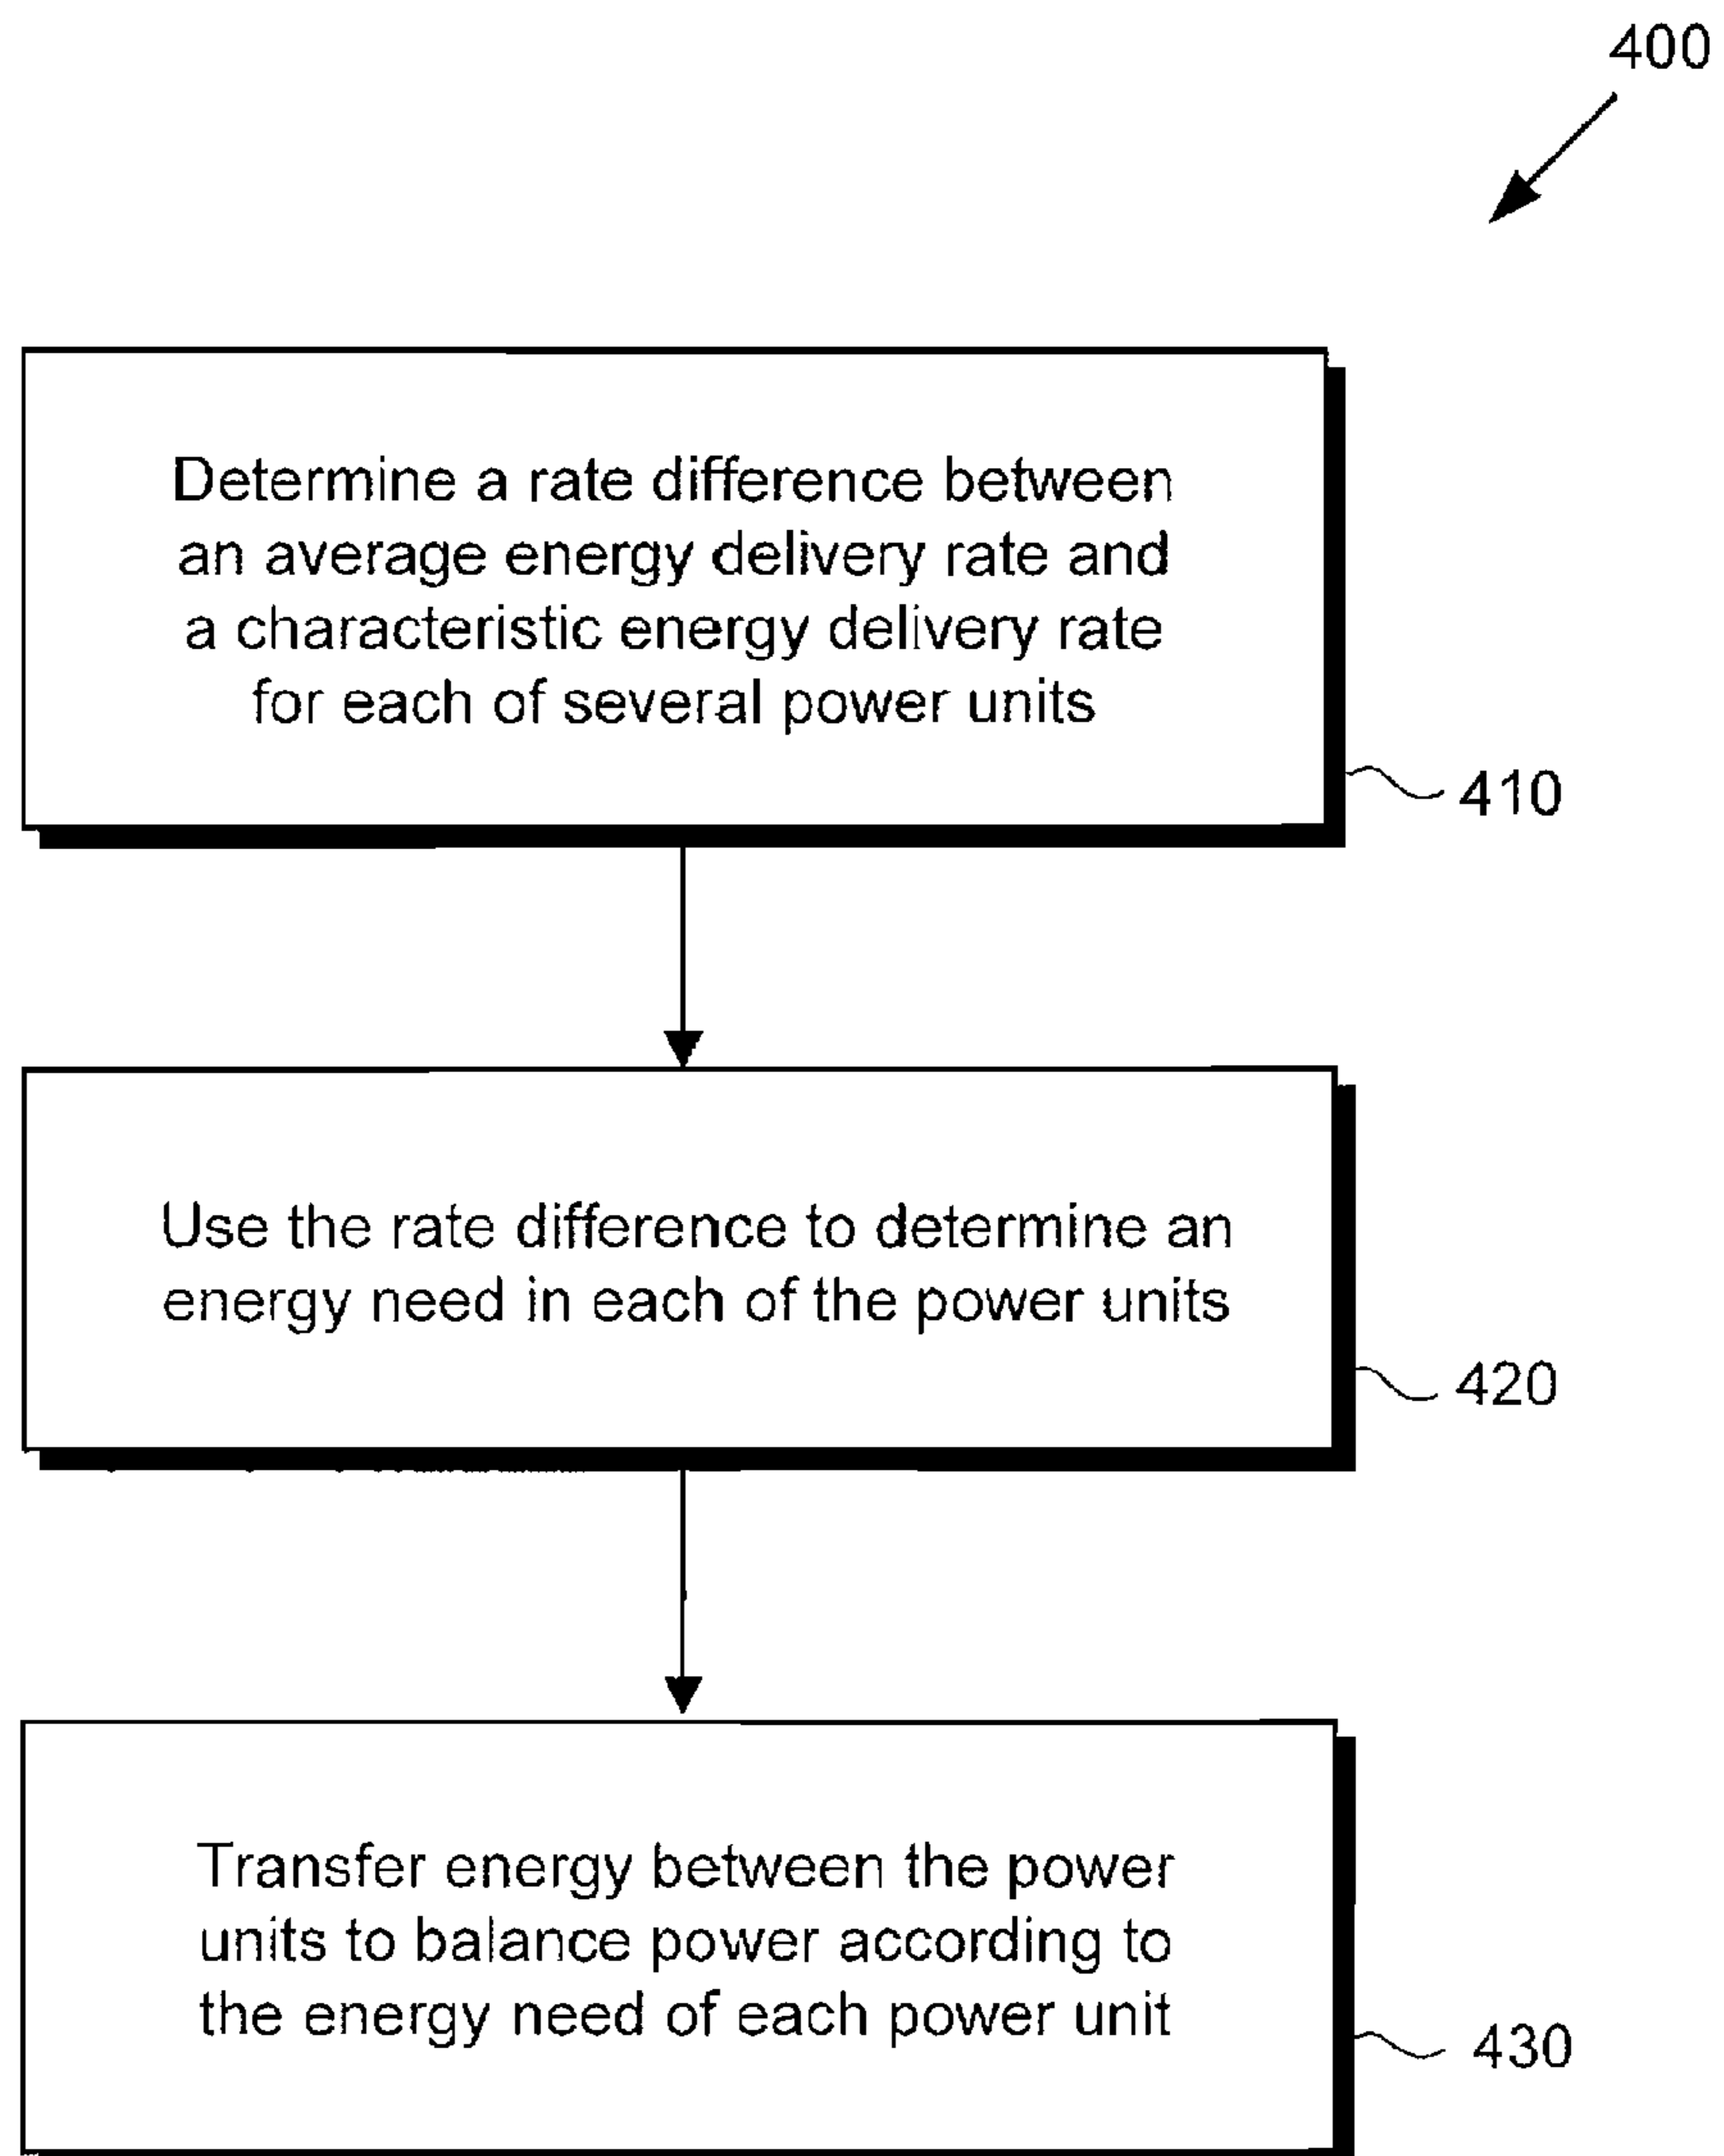 400
Determine a rate difference between
an average energy delivery rate and
a characteristic energy delivery rate
for each of several power units
410
Use the rate difference to determine an
energy need in each of the power units
420
Transfer energy between the power
units to balance power according to
the energy need of each power unit
430